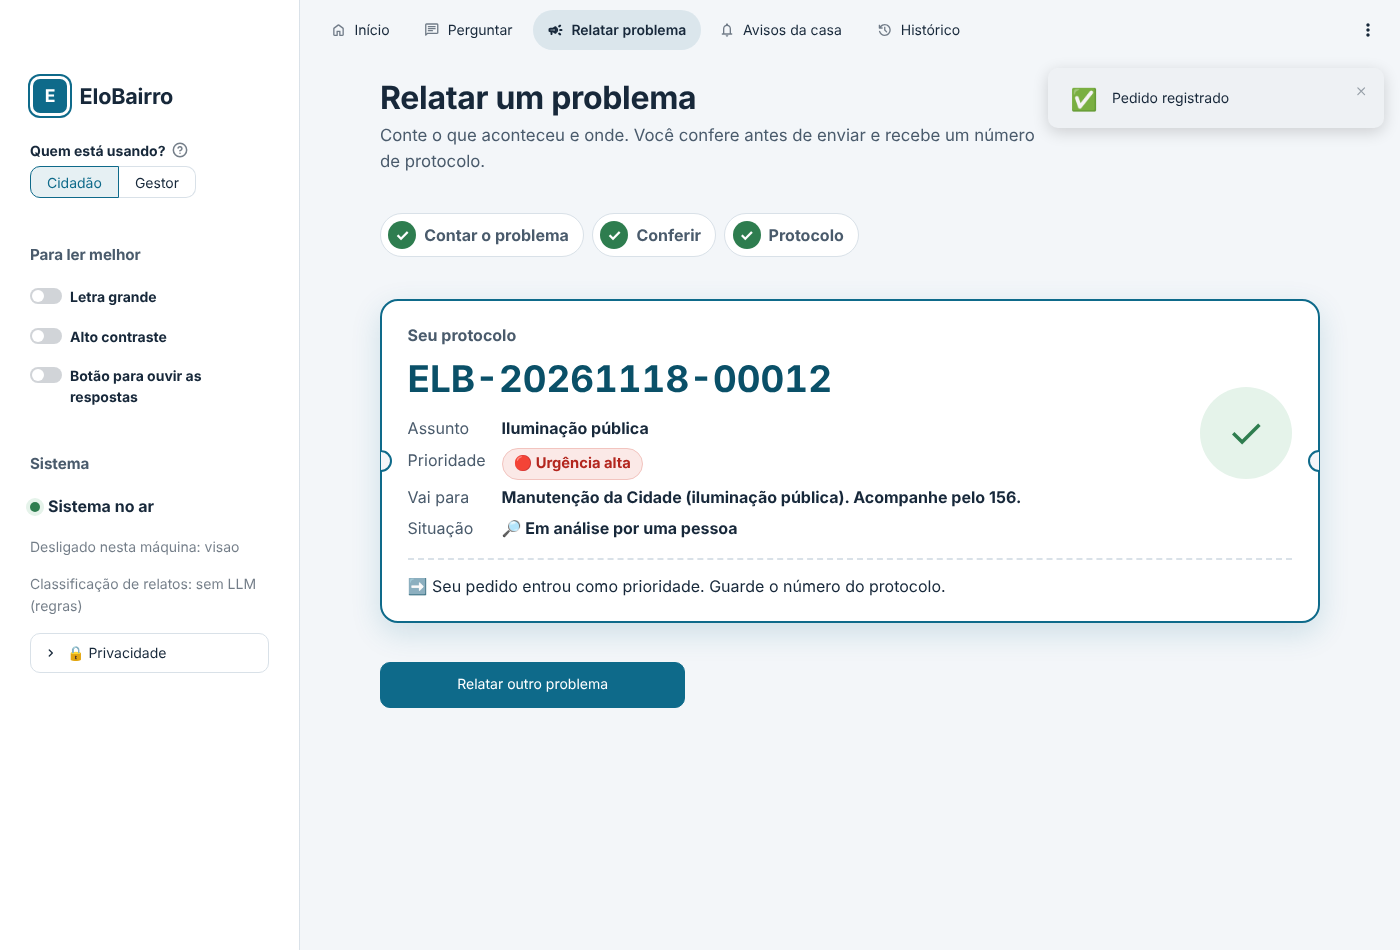 Início
Perguntar
Relatar problema
Avisos da casa
Histórico
E
EloBairro
Quem está usando?
Cidadão
Gestor
Para ler melhor
Letra grande
Alto contraste
Botão para ouvir as
respostas
Sistema
Sistema no ar
Desligado nesta máquina: visao
Classificação de relatos: sem LLM
(regras)
🔒 Privacidade
Relatar um problema
Conte o que aconteceu e onde. Você confere antes de enviar e recebe um número
de protocolo.
✅ Pedido registrado
Contar o problema
Conferir
Protocolo
Seu protocolo
ELB-20261118-00012
Assunto Iluminação pública
Prioridade 🔴 Urgência alta
Vai para Manutenção da Cidade (iluminação pública). Acompanhe pelo 156.
Situação 🔎 Em análise por uma pessoa
➡️ Seu pedido entrou como prioridade. Guarde o número do protocolo.
Relatar outro problema